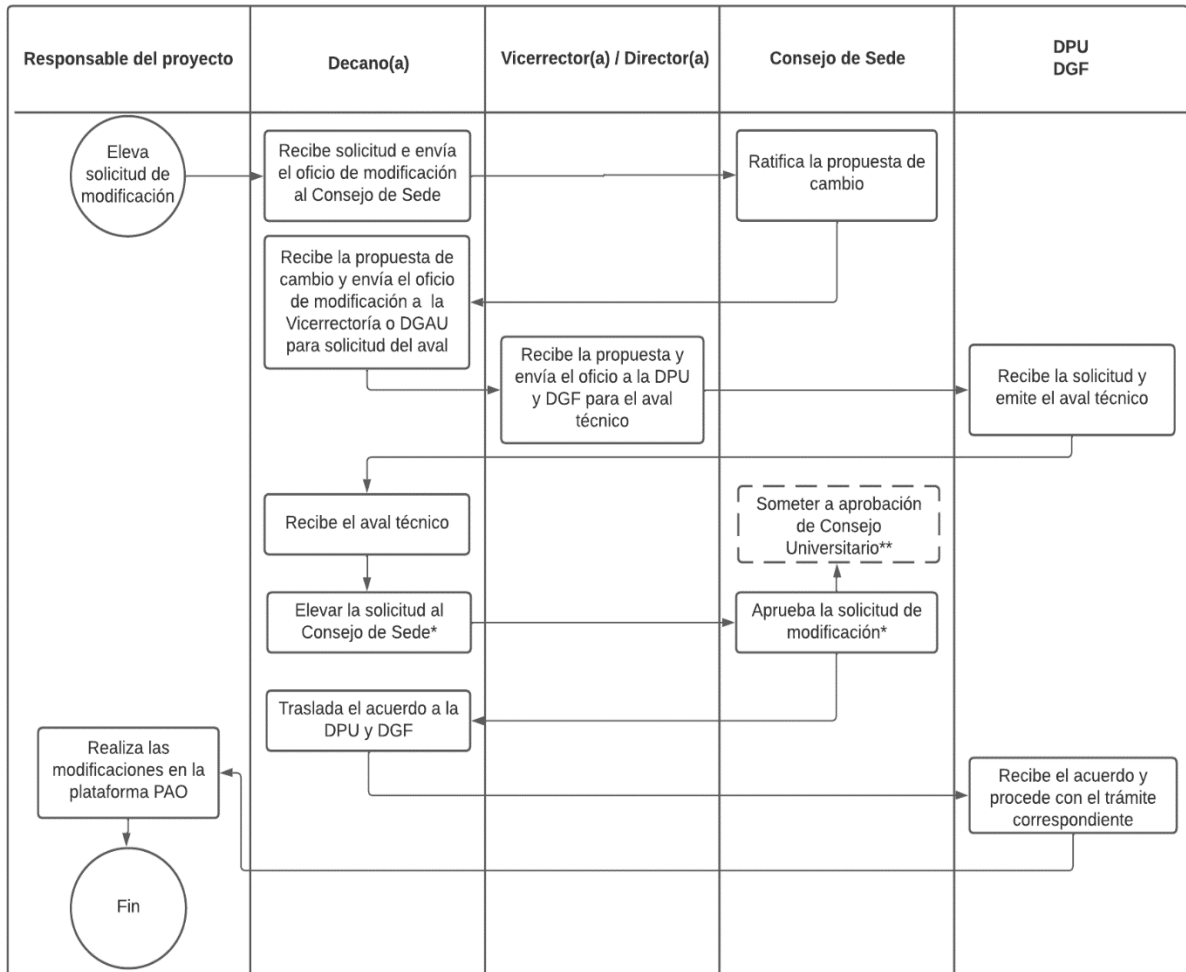 Responsable del proyecto
Decano(a)
Vicerrector(a) / Director(a)
Consejo de Sede
DPU
DGF
Eleva
solicitud de
modificación
Recibe solicitud e envía
el oficio de modificación
al Consejo de Sede
Ratifica la propuesta de
cambio
Recibe la propuesta de
cambio y envía el oficio
de modificación a la
Vicerrectoría o DGAU
para solicitud del aval
Recibe la propuesta y
envía el oficio a la DPU
y DGF para el aval
técnico
Recibe la solicitud y
emite el aval técnico
Recibe el aval técnico
Someter a aprobación
de Consejo
Universitario**
Elevar la solicitud al
Consejo de Sede*
Aprueba la solicitud de
modificación*
Traslada el acuerdo a la
DPU y DGF
Realiza las
modificaciones en la
plataforma PAO
Recibe el acuerdo y
procede con el trámite
correspondiente
Fin